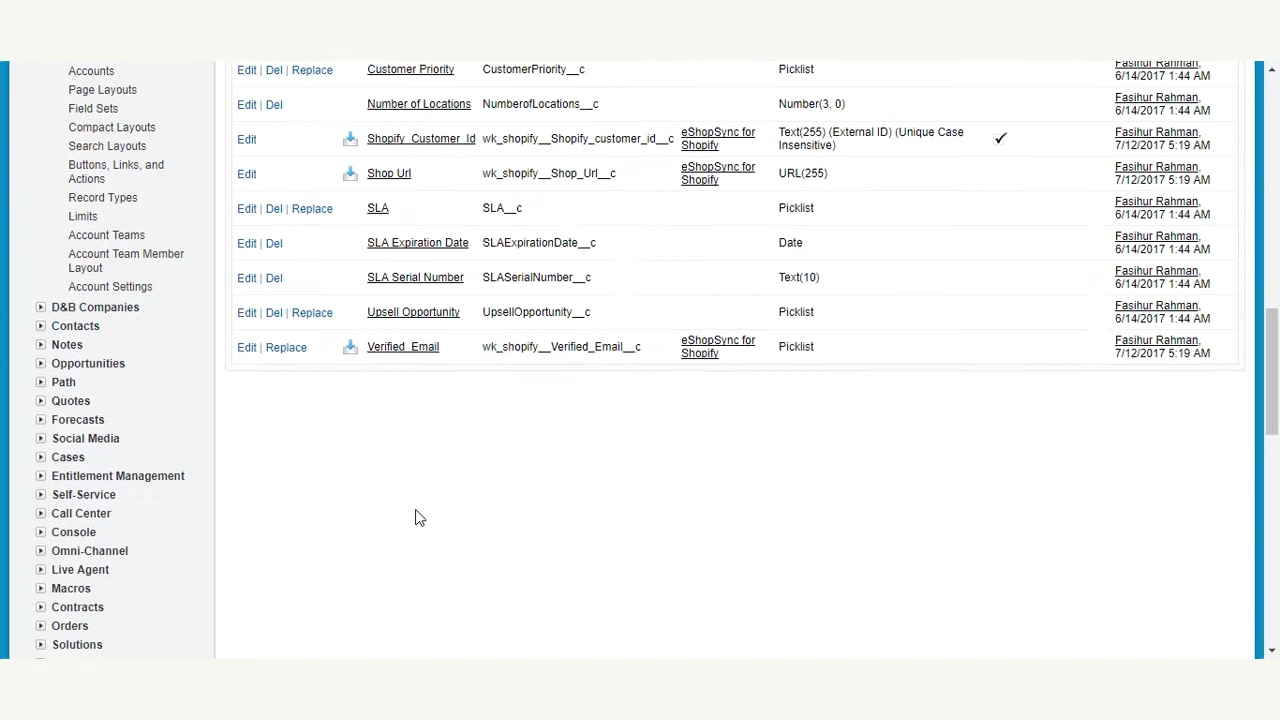 Accounts
Page Layouts
Field Sets
Compact Layouts
Search Layouts
Buttons, Links, and
Actions
Record Types
Limits
Account Teams
Account Team Member
Layout
Account Settings
D&B Companies
Contacts
Notes
Opportunities
Path
Quotes
Forecasts
Social Media
Cases
Entitlement Management
Self-Service
Call Center
Console
Omni-Channel
Live Agent
Macros
Contracts
Orders
Solutions
Edit | Del | Replace Customer Priority CustomerPriority__c Picklist Fasihur Rahman,
6/14/2017 1:44 AM
Edit | Del Number of Locations NumberofLocations__c Number(3, 0) Fasihur Rahman,
6/14/2017 1:44 AM
Edit Shopify_Customer_Id wk_shopify__Shopify_customer_id__c eShopSync for Text(255) (External ID) (Unique Case Fasihur Rahman,
Shopify Insensitive) 7/12/2017 5:19 AM
Edit Shop Url wk_shopify__Shop_Url__c eShopSync for URL(255) Fasihur Rahman,
Shopify 7/12/2017 5:19 AM
Edit | Del | Replace SLA SLA__c Picklist Fasihur Rahman,
6/14/2017 1:44 AM
Edit | Del SLA Expiration Date SLAExpirationDate__c Date Fasihur Rahman,
6/14/2017 1:44 AM
Edit | Del SLA Serial Number SLASerialNumber__c Text(10) Fasihur Rahman,
6/14/2017 1:44 AM
Edit | Del | Replace Upsell Opportunity UpsellOpportunity__c Picklist Fasihur Rahman,
6/14/2017 1:44 AM
Edit | Replace Verified_Email wk_shopify__Verified_Email__c eShopSync for Picklist Fasihur Rahman,
Shopify 7/12/2017 5:19 AM